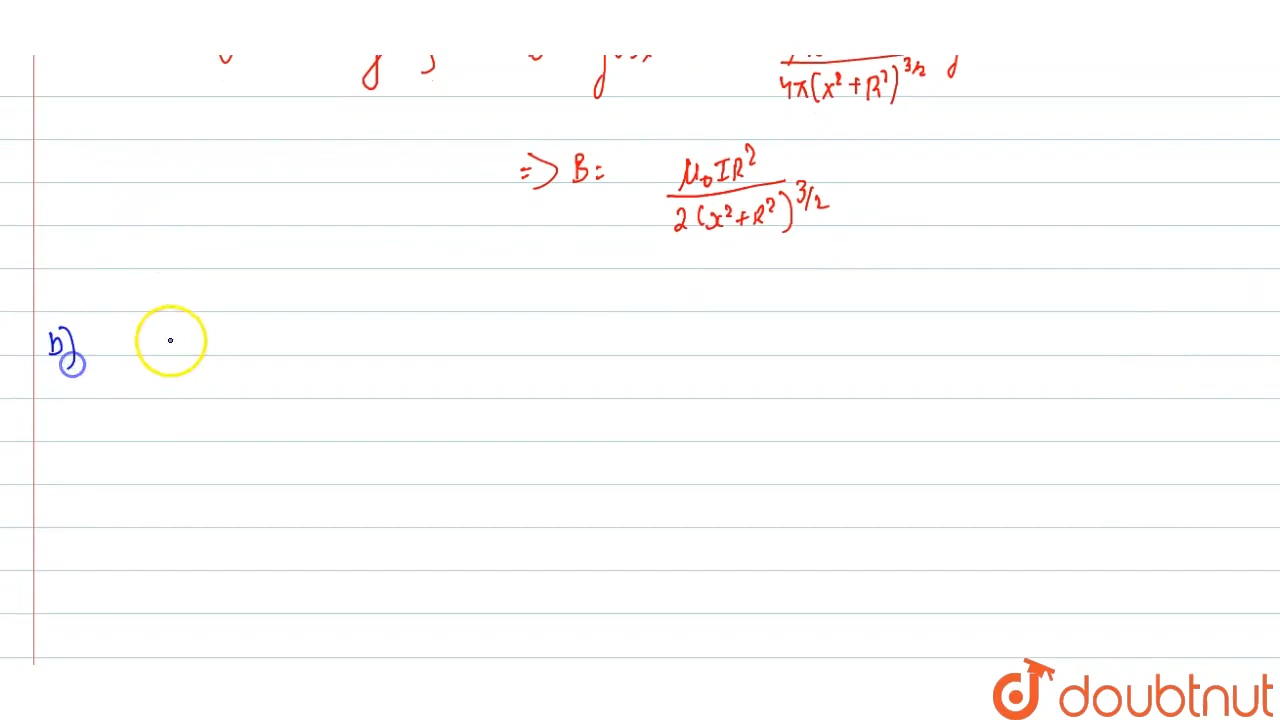 4π(x²+R²)^3/2
=> B = μ₀IR² / 2(x²+R²)^3/2
b)
doubtnut